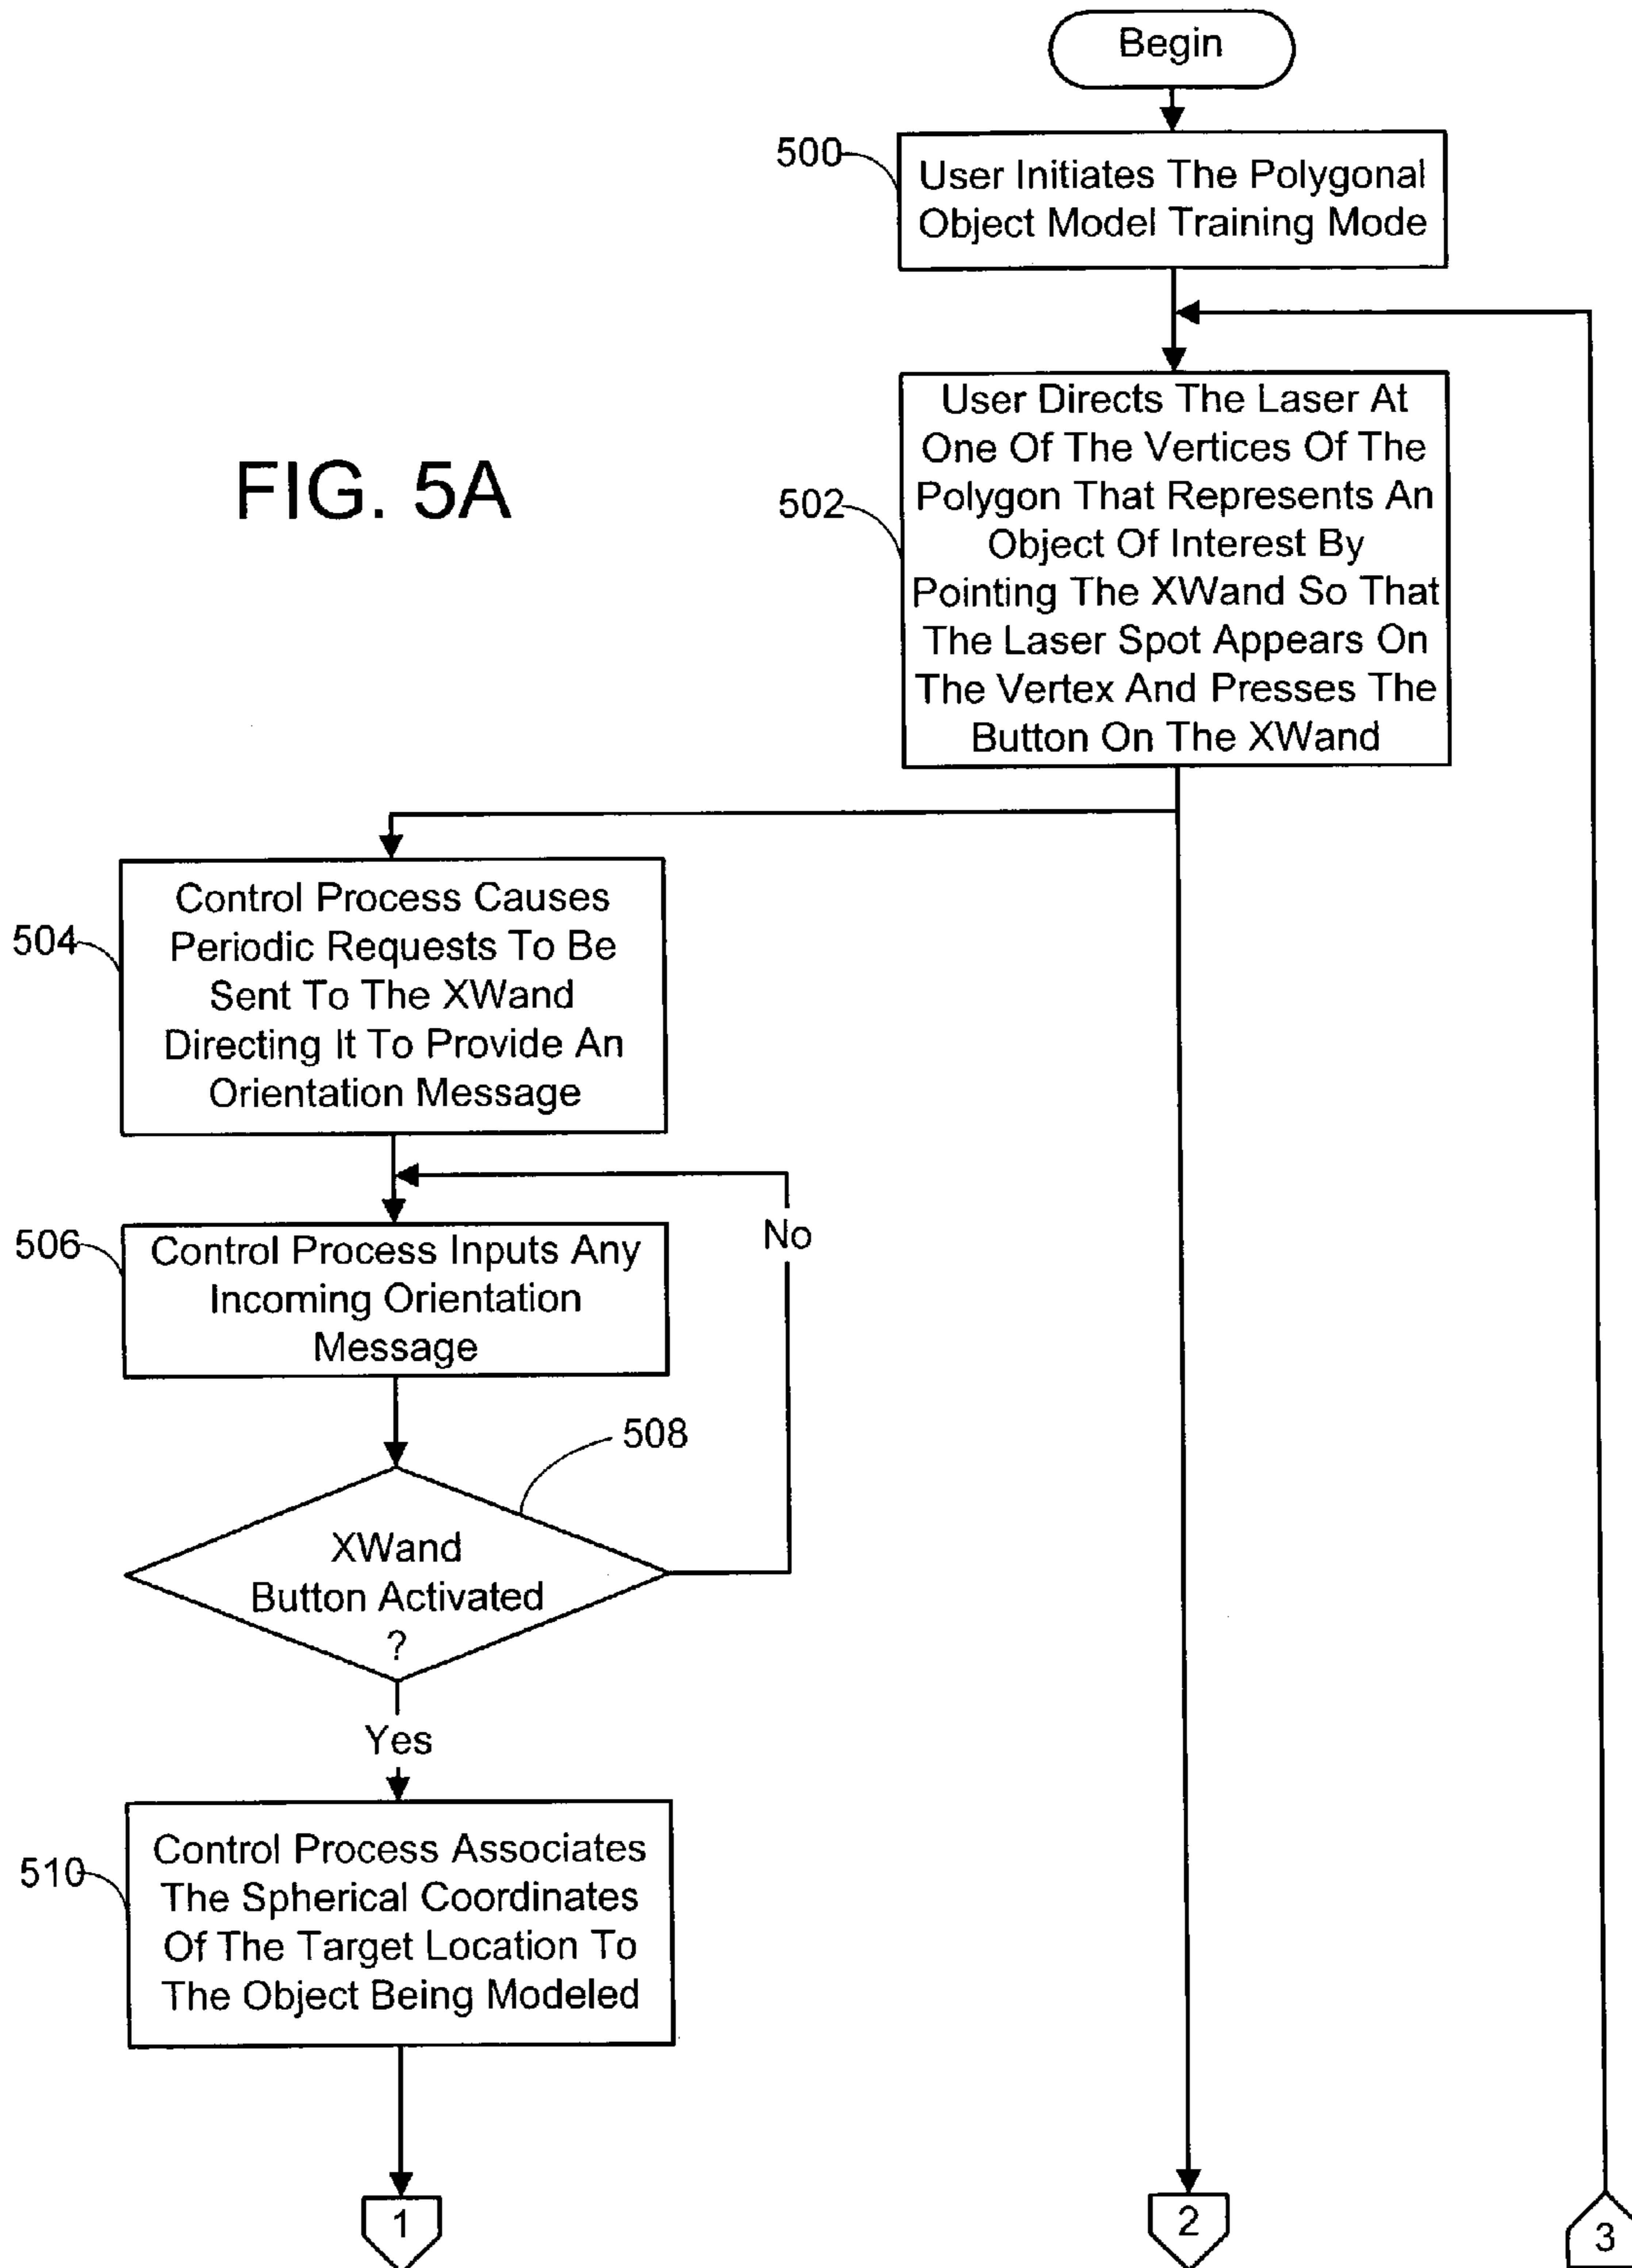 Begin
500
User Initiates The Polygonal
Object Model Training Mode
FIG. 5A
502
User Directs The Laser At
One Of The Vertices Of The
Polygon That Represents An
Object Of Interest By
Pointing The XWand So That
The Laser Spot Appears On
The Vertex And Presses The
Button On The XWand
504
Control Process Causes
Periodic Requests To Be
Sent To The XWand
Directing It To Provide An
Orientation Message
506
Control Process Inputs Any
Incoming Orientation
Message
No
508
XWand
Button Activated
?
Yes
510
Control Process Associates
The Spherical Coordinates
Of The Target Location To
The Object Being Modeled
1
2
3